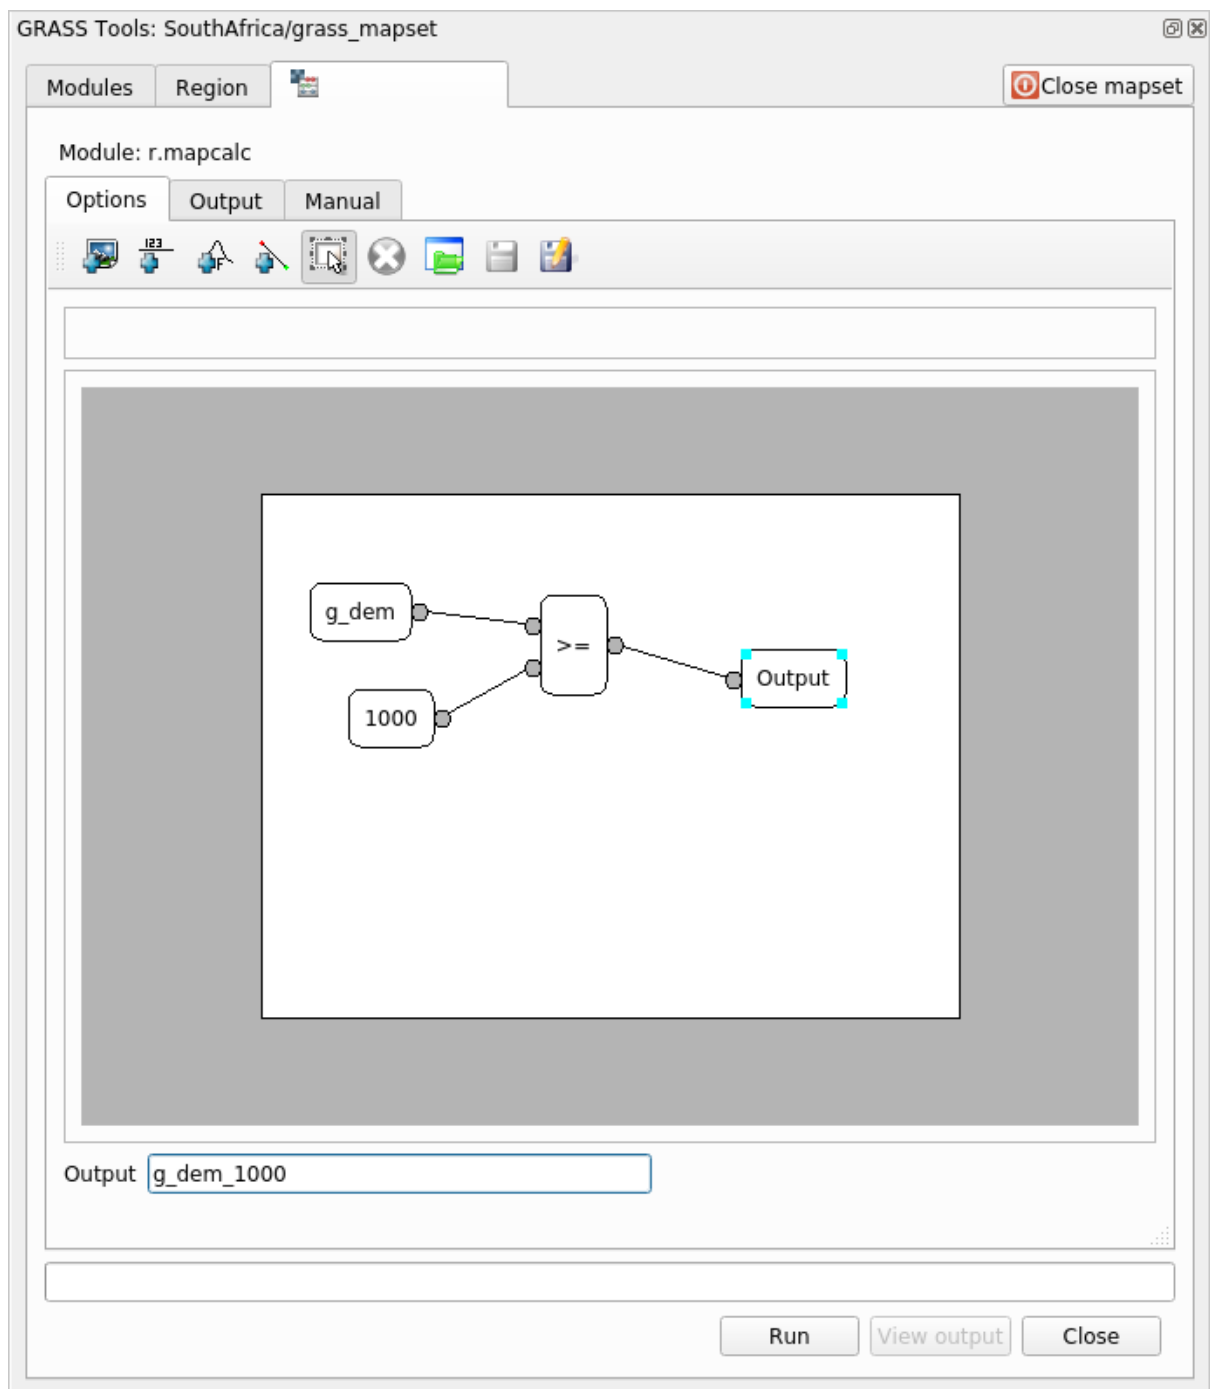 GRASS Tools: SouthAfrica/grass_mapset
Modules Region Close mapset
Module: r.mapcalc
Options Output Manual
123
F
g_dem
>=
Output
1000
Output g_dem_1000
Run View output Close